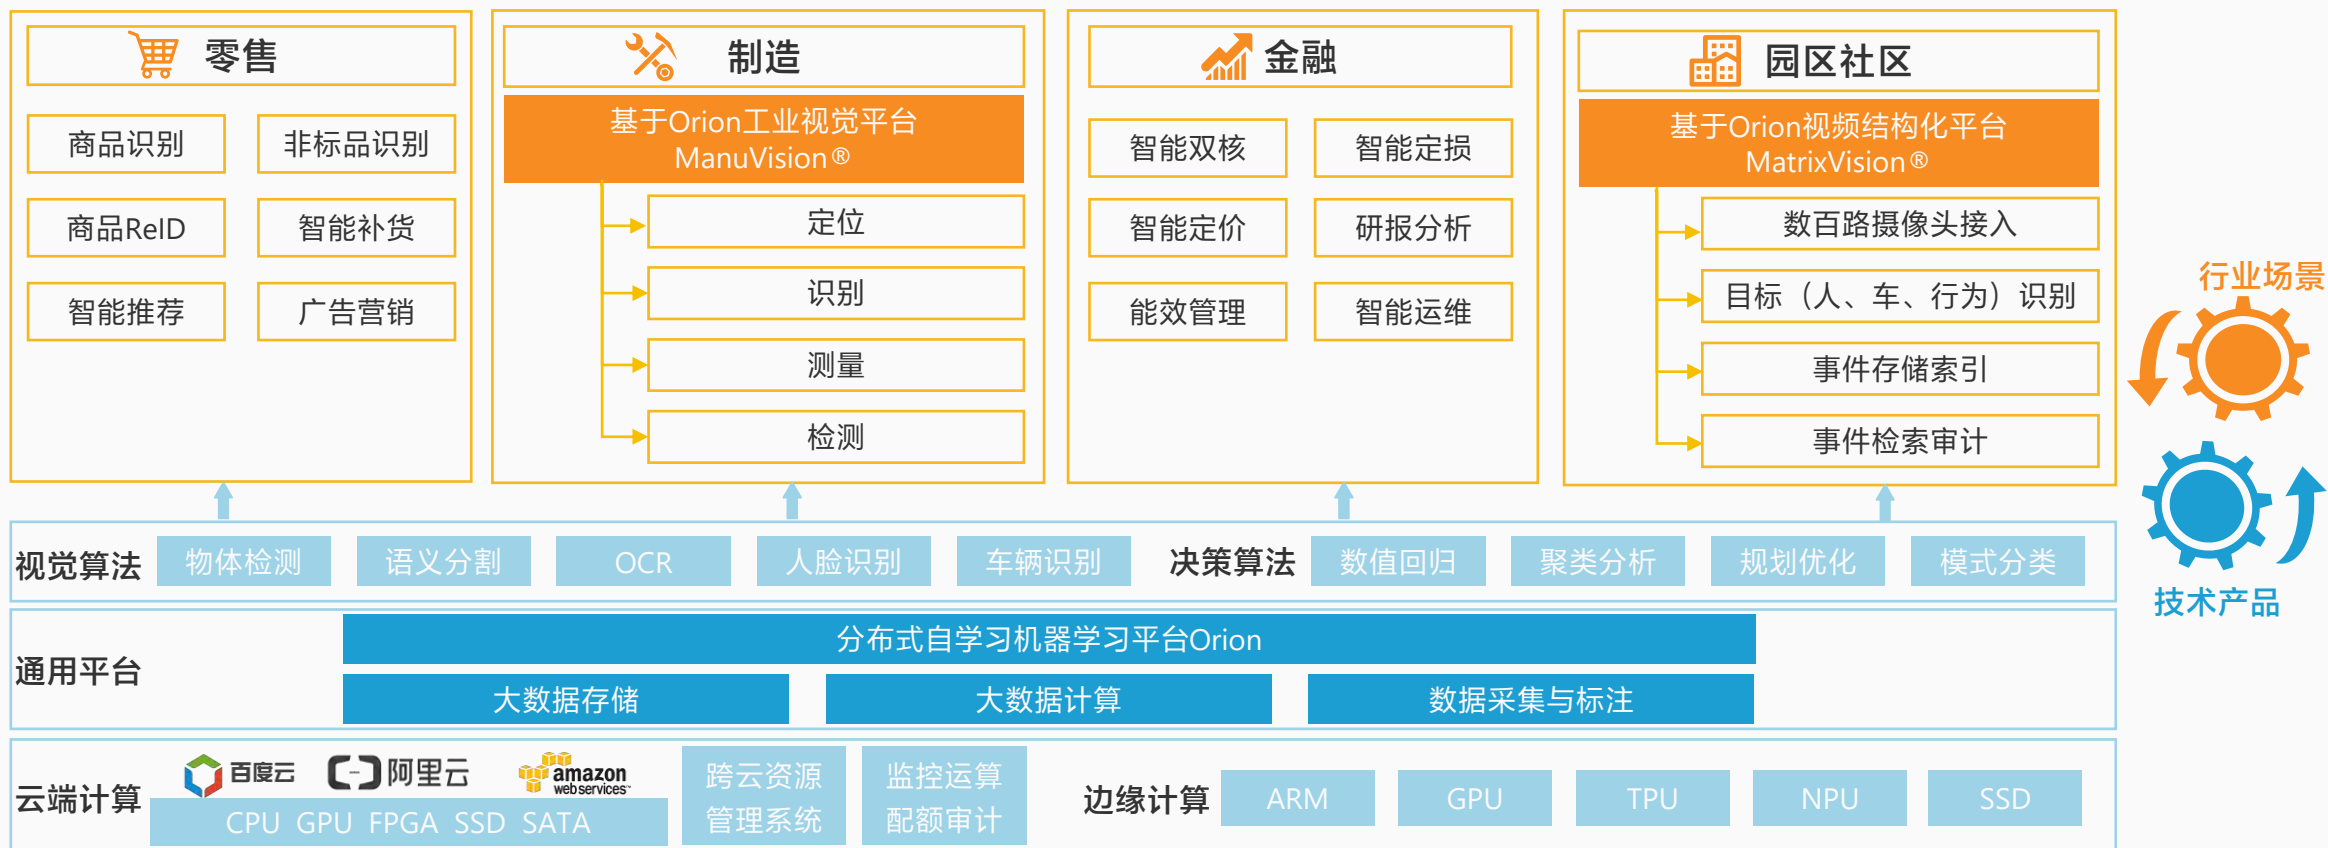 零售
商品识别
非标品识别
商品ReID
智能补货
智能推荐
广告营销
制造
基于Orion工业视觉平台
ManuVision®
定位
识别
测量
检测
金融
智能双核
智能定损
智能定价
研报分析
能效管理
智能运维
园区社区
基于Orion视频结构化平台
MatrixVision®
数百路摄像头接入
目标（人、车、行为）识别
事件存储索引
事件检索审计
行业场景
技术产品
视觉算法
物体检测
语义分割
OCR
人脸识别
车辆识别
决策算法
数值回归
聚类分析
规划优化
模式分类
通用平台
分布式自学习机器学习平台Orion
大数据存储
大数据计算
数据采集与标注
云端计算
百度云
阿里云
amazon
webservices™
CPU GPU FPGA SSD SATA
跨云资源
管理系统
监控运算
配额审计
边缘计算
ARM
GPU
TPU
NPU
SSD